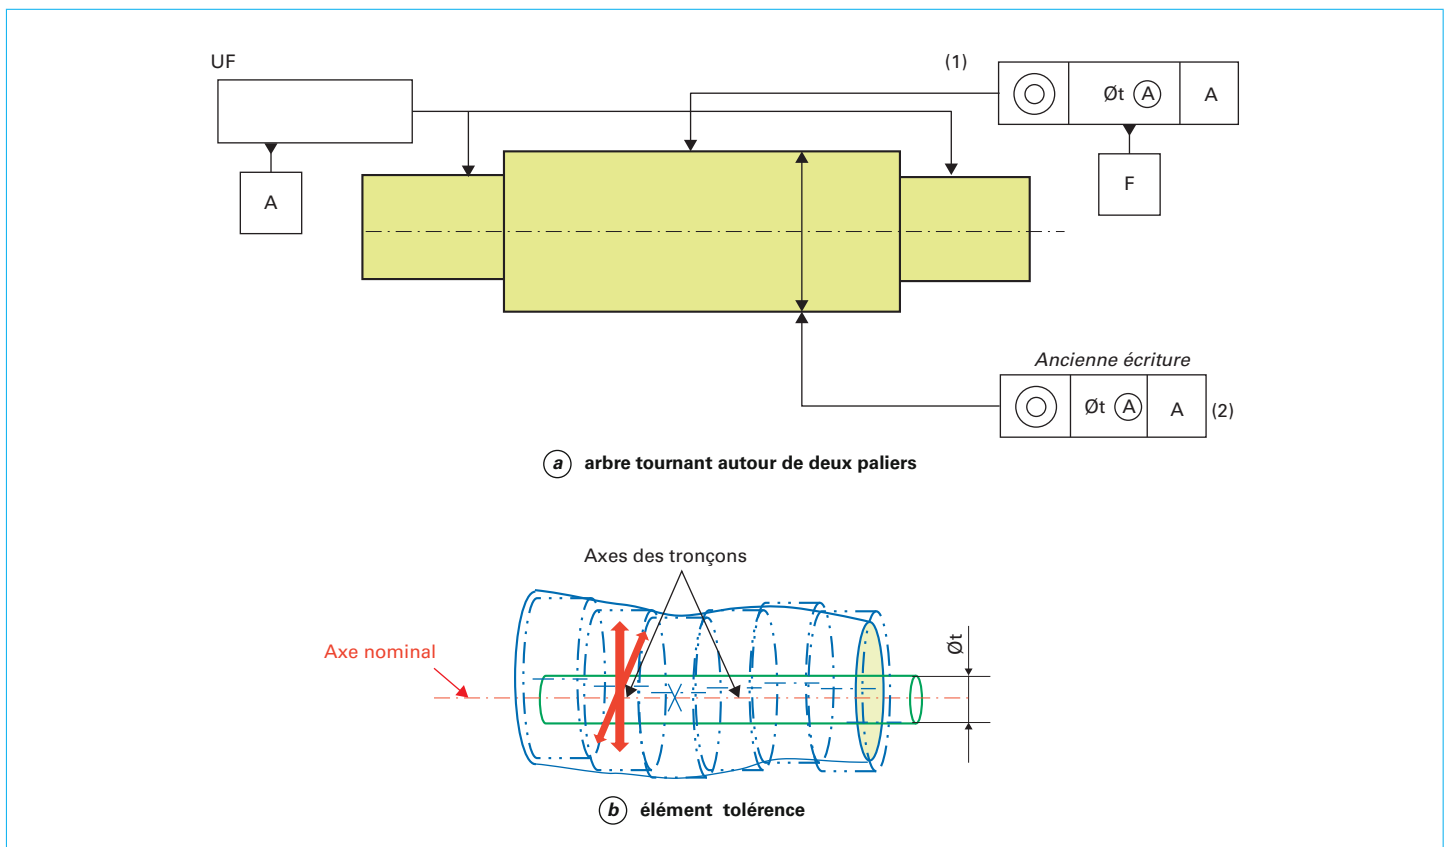 UF
(1)
Øt Ⓐ A
A
F
Ancienne écriture
Øt Ⓐ A (2)
ⓐ arbre tournant autour de deux paliers
Axes des tronçons
Axe nominal
Øt
ⓑ élément tolérence